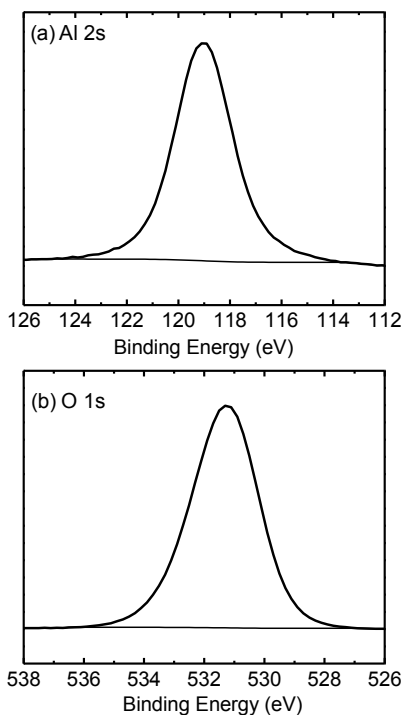 (a) Al 2s
126 124 122 120 118 116 114 112
Binding Energy (eV)
(b) O 1s
538 536 534 532 530 528 526
Binding Energy (eV)